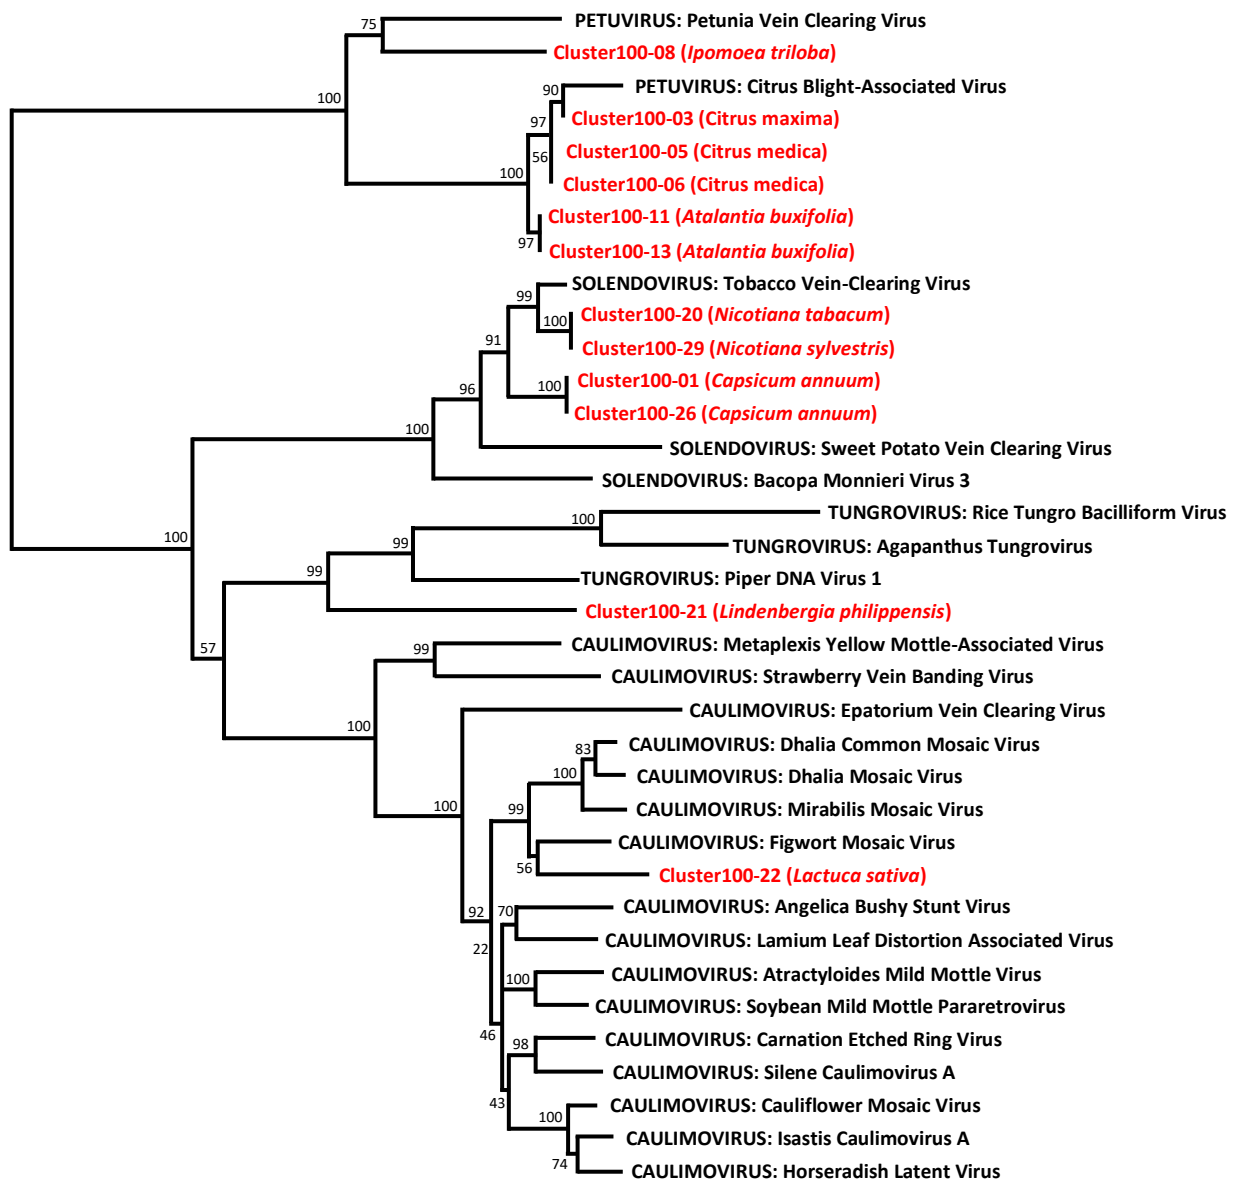 75
PETUVIRUS: Petunia Vein Clearing Virus
Cluster100-08 (Ipomoea triloba)
100
90
PETUVIRUS: Citrus Blight-Associated Virus
Cluster100-03 (Citrus maxima)
97
56
Cluster100-05 (Citrus medica)
100
Cluster100-06 (Citrus medica)
Cluster100-11 (Atalantia buxifolia)
97
Cluster100-13 (Atalantia buxifolia)
SOLENDOVIRUS: Tobacco Vein-Clearing Virus
99
Cluster100-20 (Nicotiana tabacum)
100
91
Cluster100-29 (Nicotiana sylvestris)
Cluster100-01 (Capsicum annuum)
96
100
Cluster100-26 (Capsicum annuum)
100
SOLENDOVIRUS: Sweet Potato Vein Clearing Virus
SOLENDOVIRUS: Bacopa Monnieri Virus 3
100
TUNGROVIRUS: Rice Tungro Bacilliform Virus
100
99
TUNGROVIRUS: Agapanthus Tungrovirus
99
TUNGROVIRUS: Piper DNA Virus 1
Cluster100-21 (Lindenbergia philippensis)
57
99
CAULIMOVIRUS: Metaplexis Yellow Mottle-Associated Virus
CAULIMOVIRUS: Strawberry Vein Banding Virus
100
CAULIMOVIRUS: Epatorium Vein Clearing Virus
83
CAULIMOVIRUS: Dhalia Common Mosaic Virus
100
CAULIMOVIRUS: Dhalia Mosaic Virus
100
99
CAULIMOVIRUS: Mirabilis Mosaic Virus
CAULIMOVIRUS: Figwort Mosaic Virus
56
Cluster100-22 (Lactuca sativa)
92
70
CAULIMOVIRUS: Angelica Bushy Stunt Virus
22
CAULIMOVIRUS: Lamium Leaf Distortion Associated Virus
100
CAULIMOVIRUS: Atractyloides Mild Mottle Virus
CAULIMOVIRUS: Soybean Mild Mottle Pararetrovirus
46
98
CAULIMOVIRUS: Carnation Etched Ring Virus
CAULIMOVIRUS: Silene Caulimovirus A
43
100
CAULIMOVIRUS: Cauliflower Mosaic Virus
CAULIMOVIRUS: Isastis Caulimovirus A
74
CAULIMOVIRUS: Horseradish Latent Virus